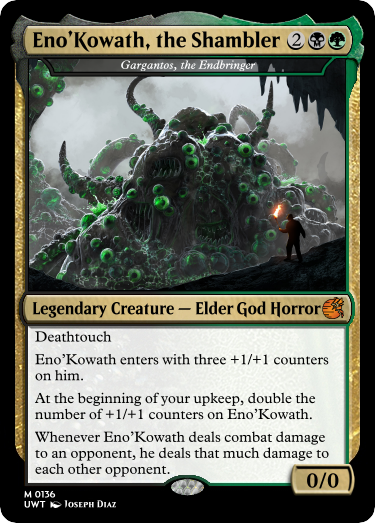 Eno'Kowath, the Shambler 2
Gargantos, the Endbringer
Legendary Creature — Elder God Horror
Deathtouch
Eno'Kowath enters with three +1/+1 counters
on him.
At the beginning of your upkeep, double the
number of +1/+1 counters on Eno'Kowath.
Whenever Eno'Kowath deals combat damage
to an opponent, he deals that much damage to
each other opponent.
0/0
M 0136
UWT Joseph Diaz